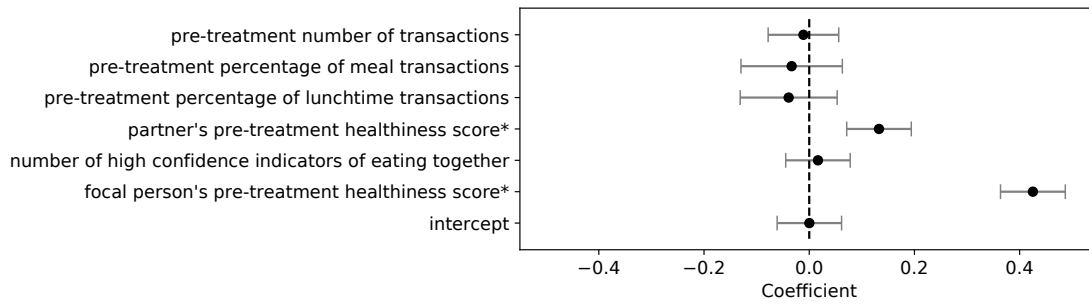 pre-treatment number of transactions
pre-treatment percentage of meal transactions
pre-treatment percentage of lunchtime transactions
partner's pre-treatment healthiness score*
number of high confidence indicators of eating together
focal person's pre-treatment healthiness score*
intercept
−0.4 −0.2 0.0 0.2 0.4
Coefficient